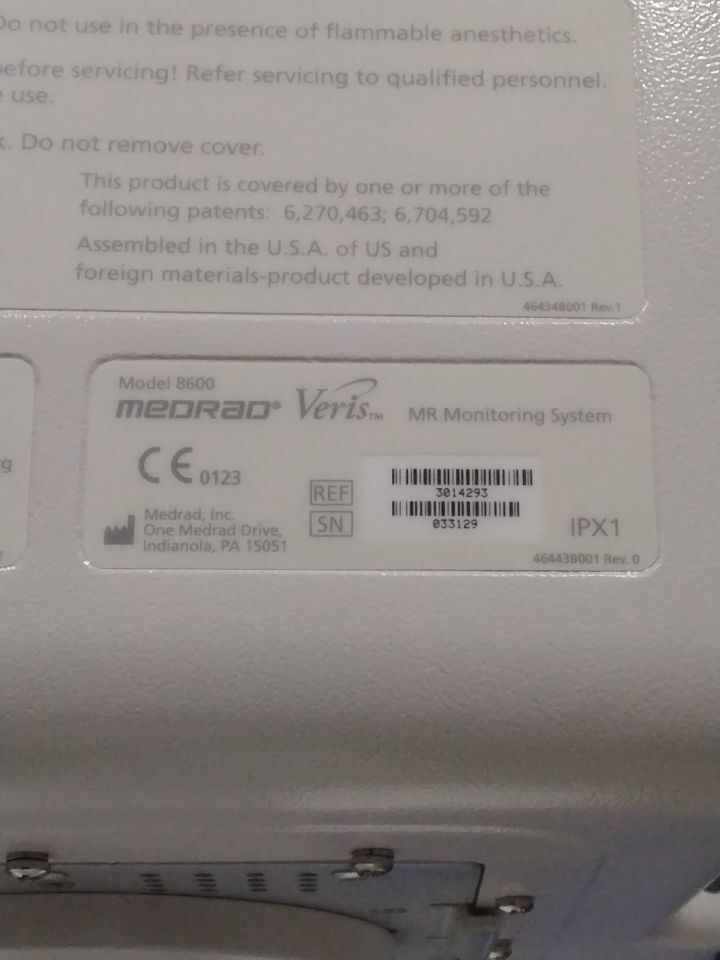 Do not use in the presence of flammable anesthetics.
before servicing! Refer servicing to qualified personnel.
use.
Do not remove cover.
This product is covered by one or more of the
following patents: 6,270,463; 6,704,592
Assembled in the U.S.A. of US and
foreign materials-product developed in U.S.A.
464348001 Rev.1
Model 8600
MEDRAD® Veris™ MR Monitoring System
CE 0123
REF 3014293
SN 033129
Medrad, Inc.
One Medrad Drive,
Indianola, PA 15051
IPX1
464438001 Rev. 0